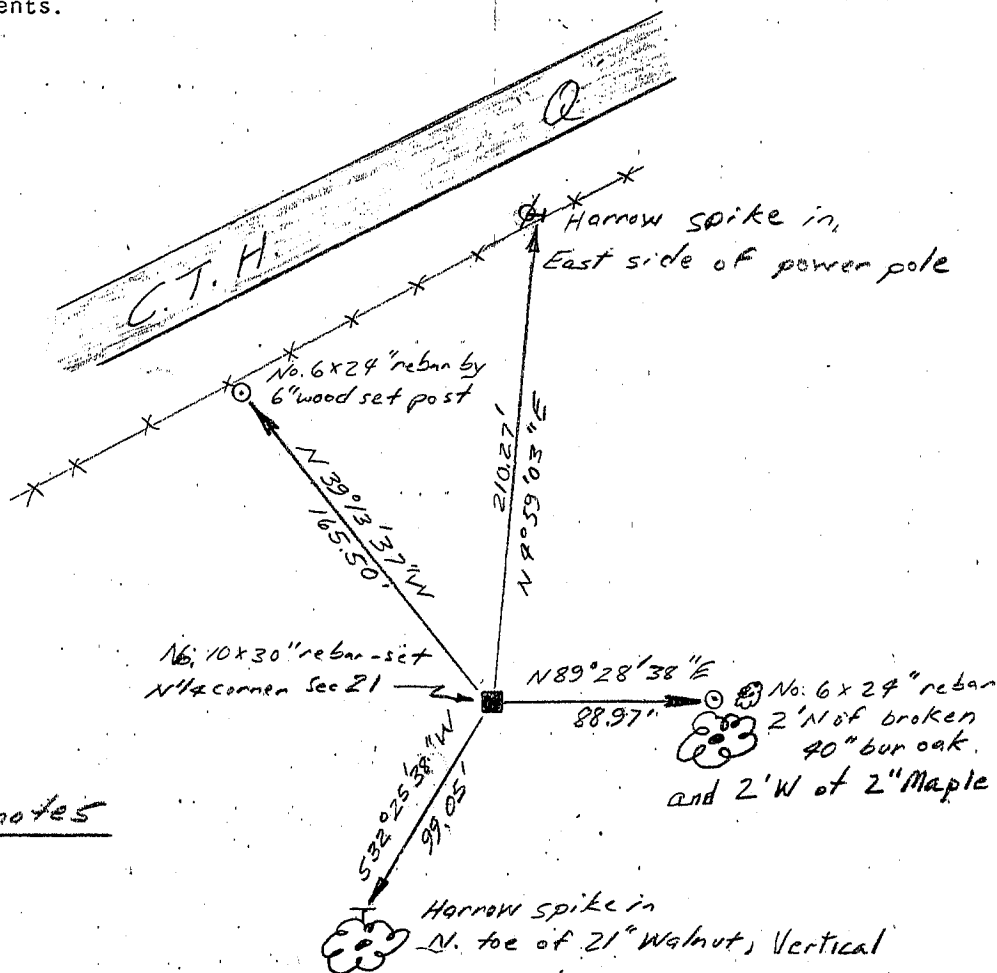 ents.
C.T.H. Q
Harrow spike in,
East side of power pole
No. 6x24" rebar by
6" wood set post
210.27'
N 4°59'03"E
N 39°13'37"W
165.50'
No. 10x30" rebar-set
N¼ corner Sec 21
N89°28'38"E
88.97'
No. 6x24" rebar
2'N of broken
40" bur oak.
and 2'W of 2" Maple
S32°25'38"W
99.05'
notes
Harrow spike in
N. toe of 21" Walnut, Vertical